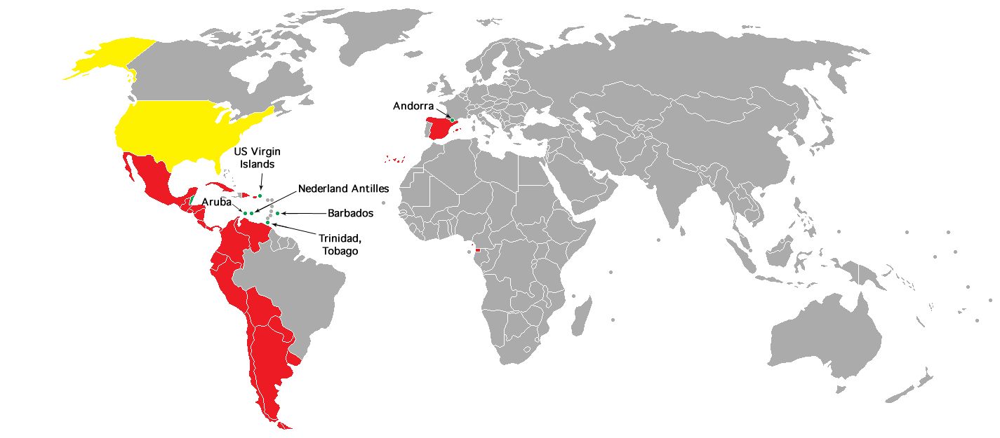 Andorra
US Virgin
Islands
Nederland Antilles
Aruba
Barbados
Trinidad,
Tobago